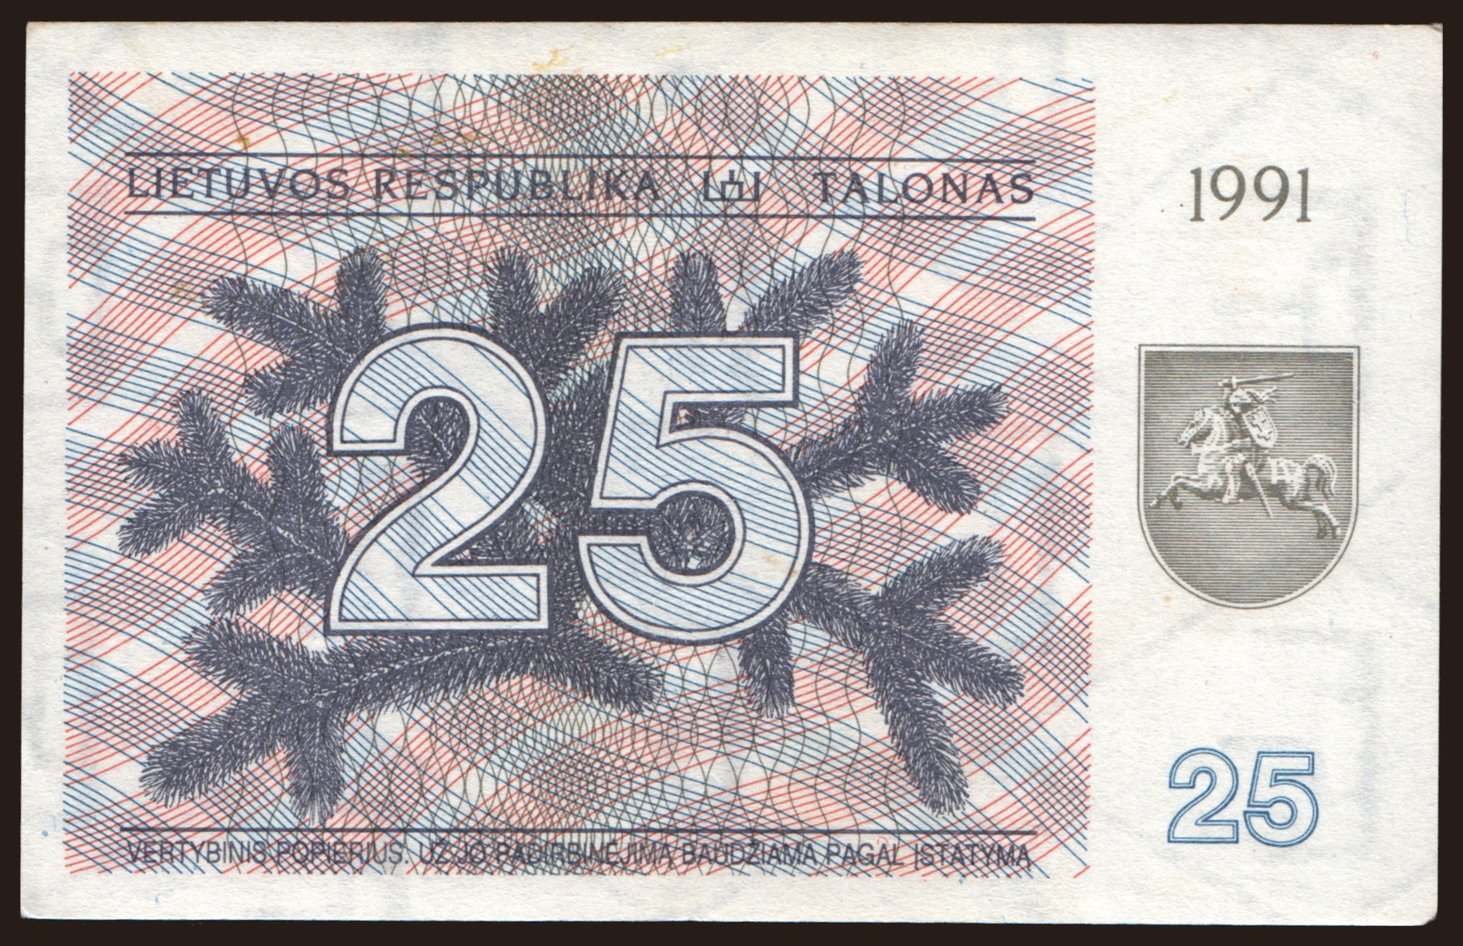 LIETUVOS RESPUBLIKA TALONAS
1991
25
25
VERTYBINIS POPIERIUS. UŽ JO PADIRBINĖJIMĄ BAUDŽIAMA PAGAL ĮSTATYMĄ